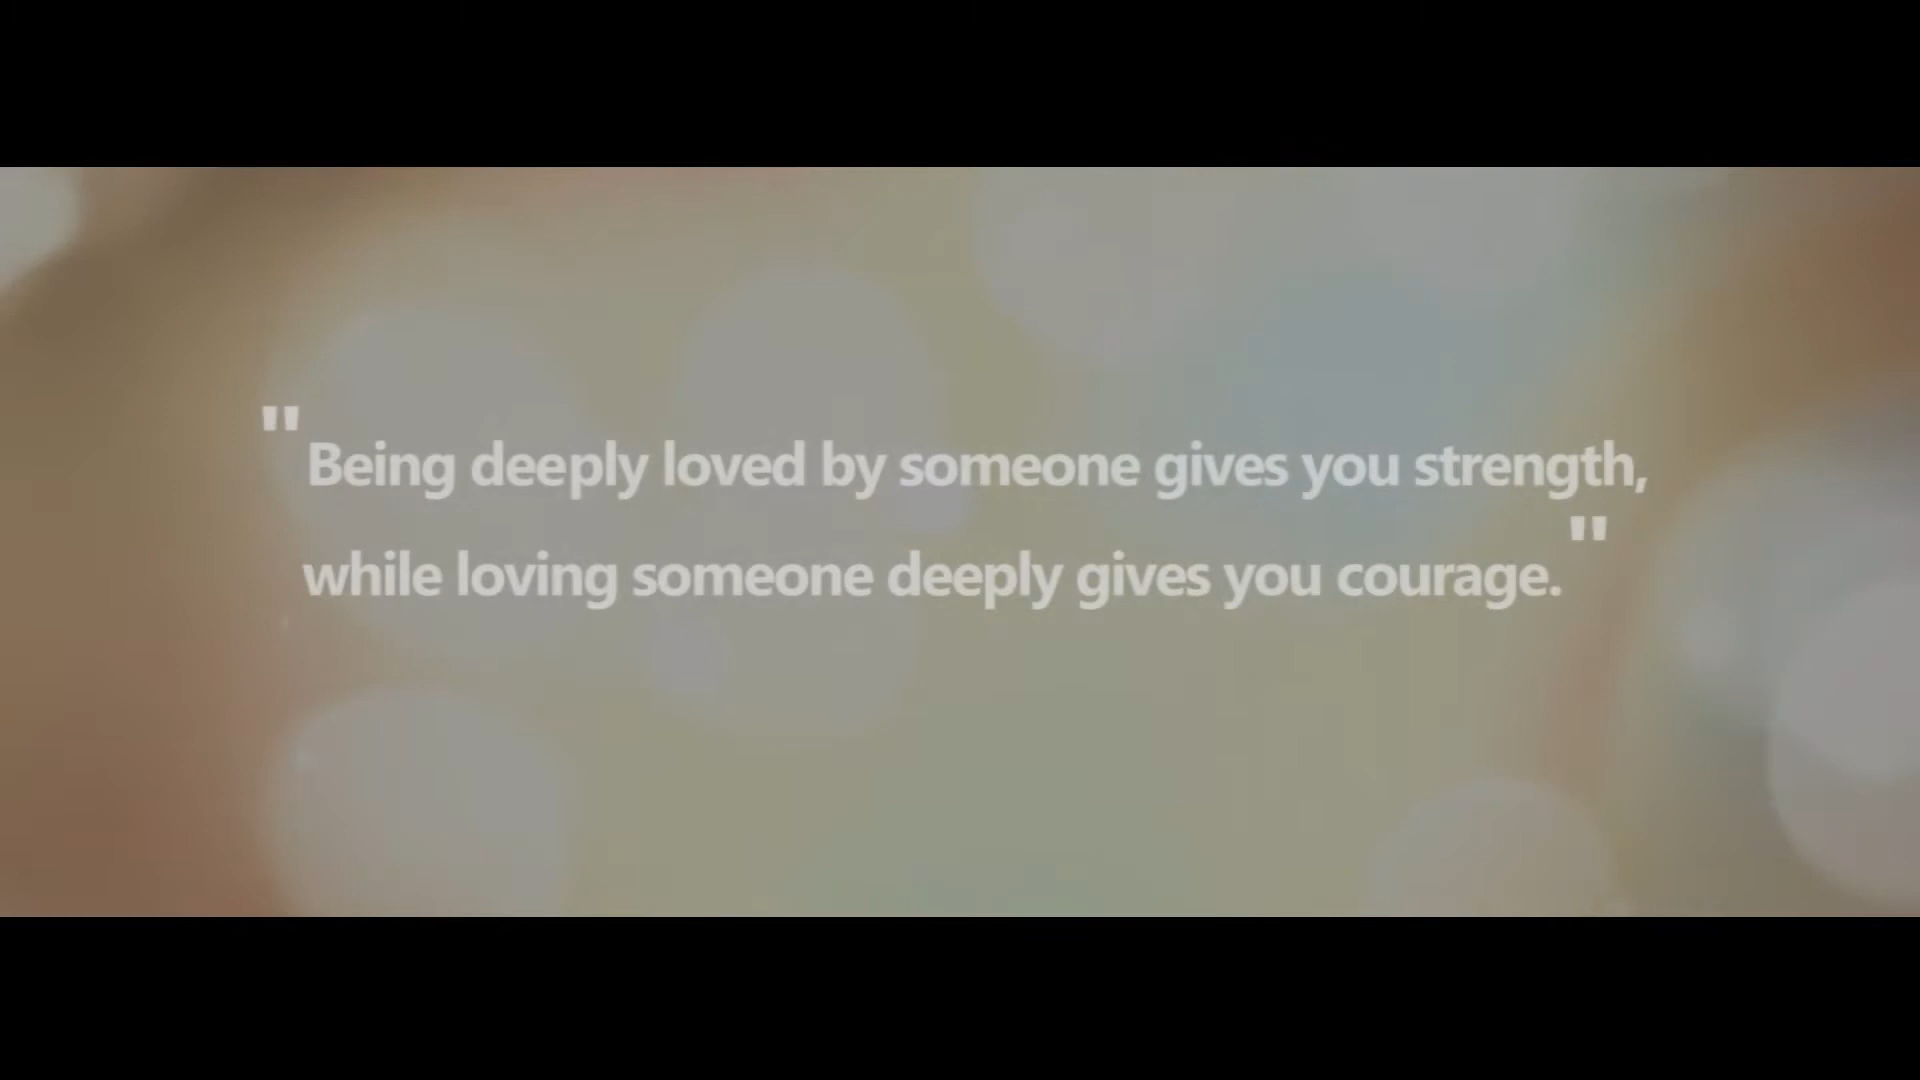 "Being deeply loved by someone gives you strength,
while loving someone deeply gives you courage."